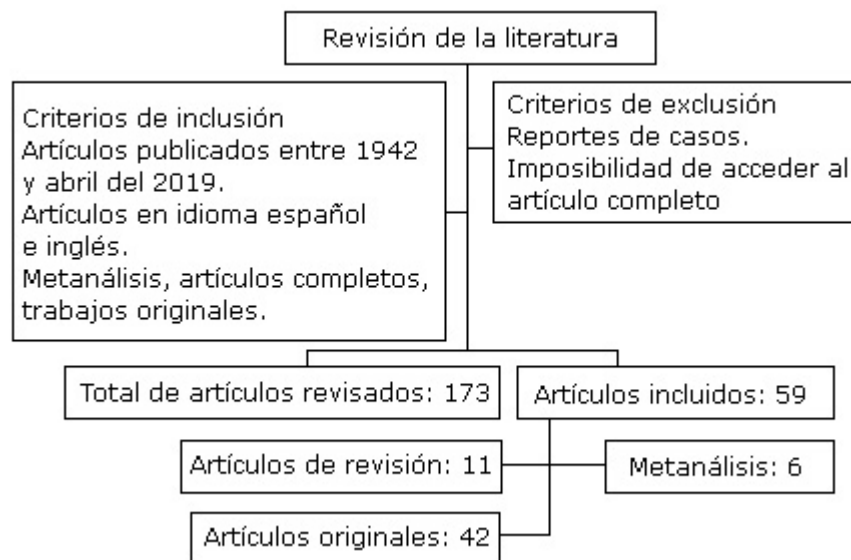 Revisión de la literatura
Criterios de inclusión
Artículos publicados entre 1942
y abril del 2019.
Artículos en idioma español
e inglés.
Metanálisis, artículos completos,
trabajos originales.
Criterios de exclusión
Reportes de casos.
Imposibilidad de acceder al
artículo completo
Total de artículos revisados: 173
Artículos incluidos: 59
Artículos de revisión: 11
Metanálisis: 6
Artículos originales: 42